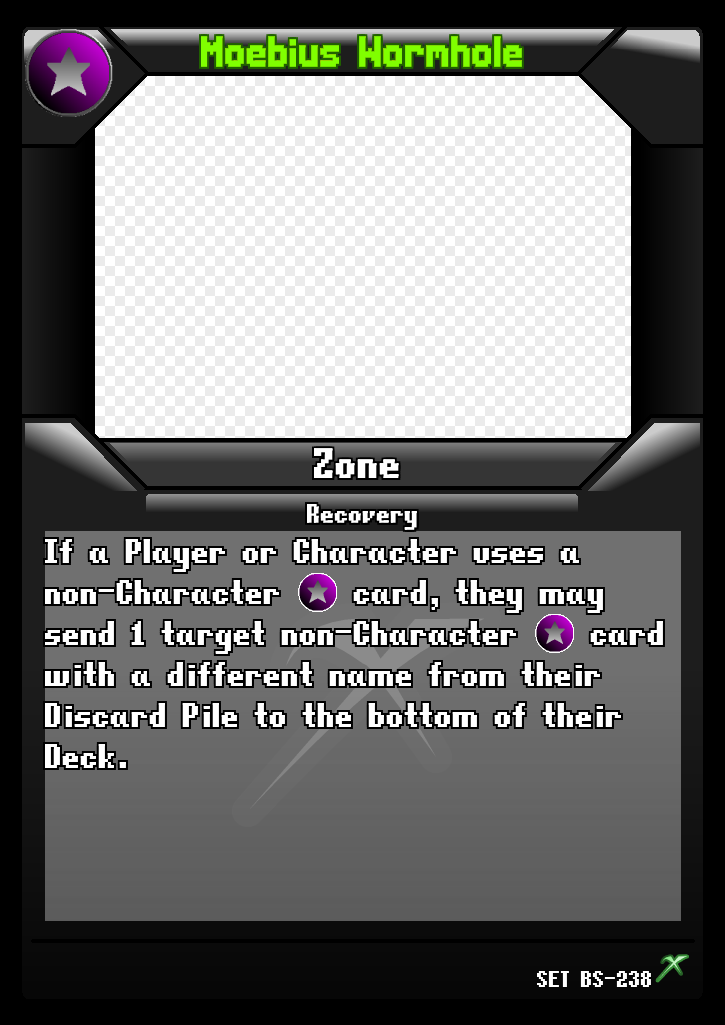 Moebius Wormhole
Zone
Recovery
If a Player or Character uses a
non-Character card, they may
send 1 target non-Character card
with a different name from their
Discard Pile to the bottom of their
Deck.
SET BS-238